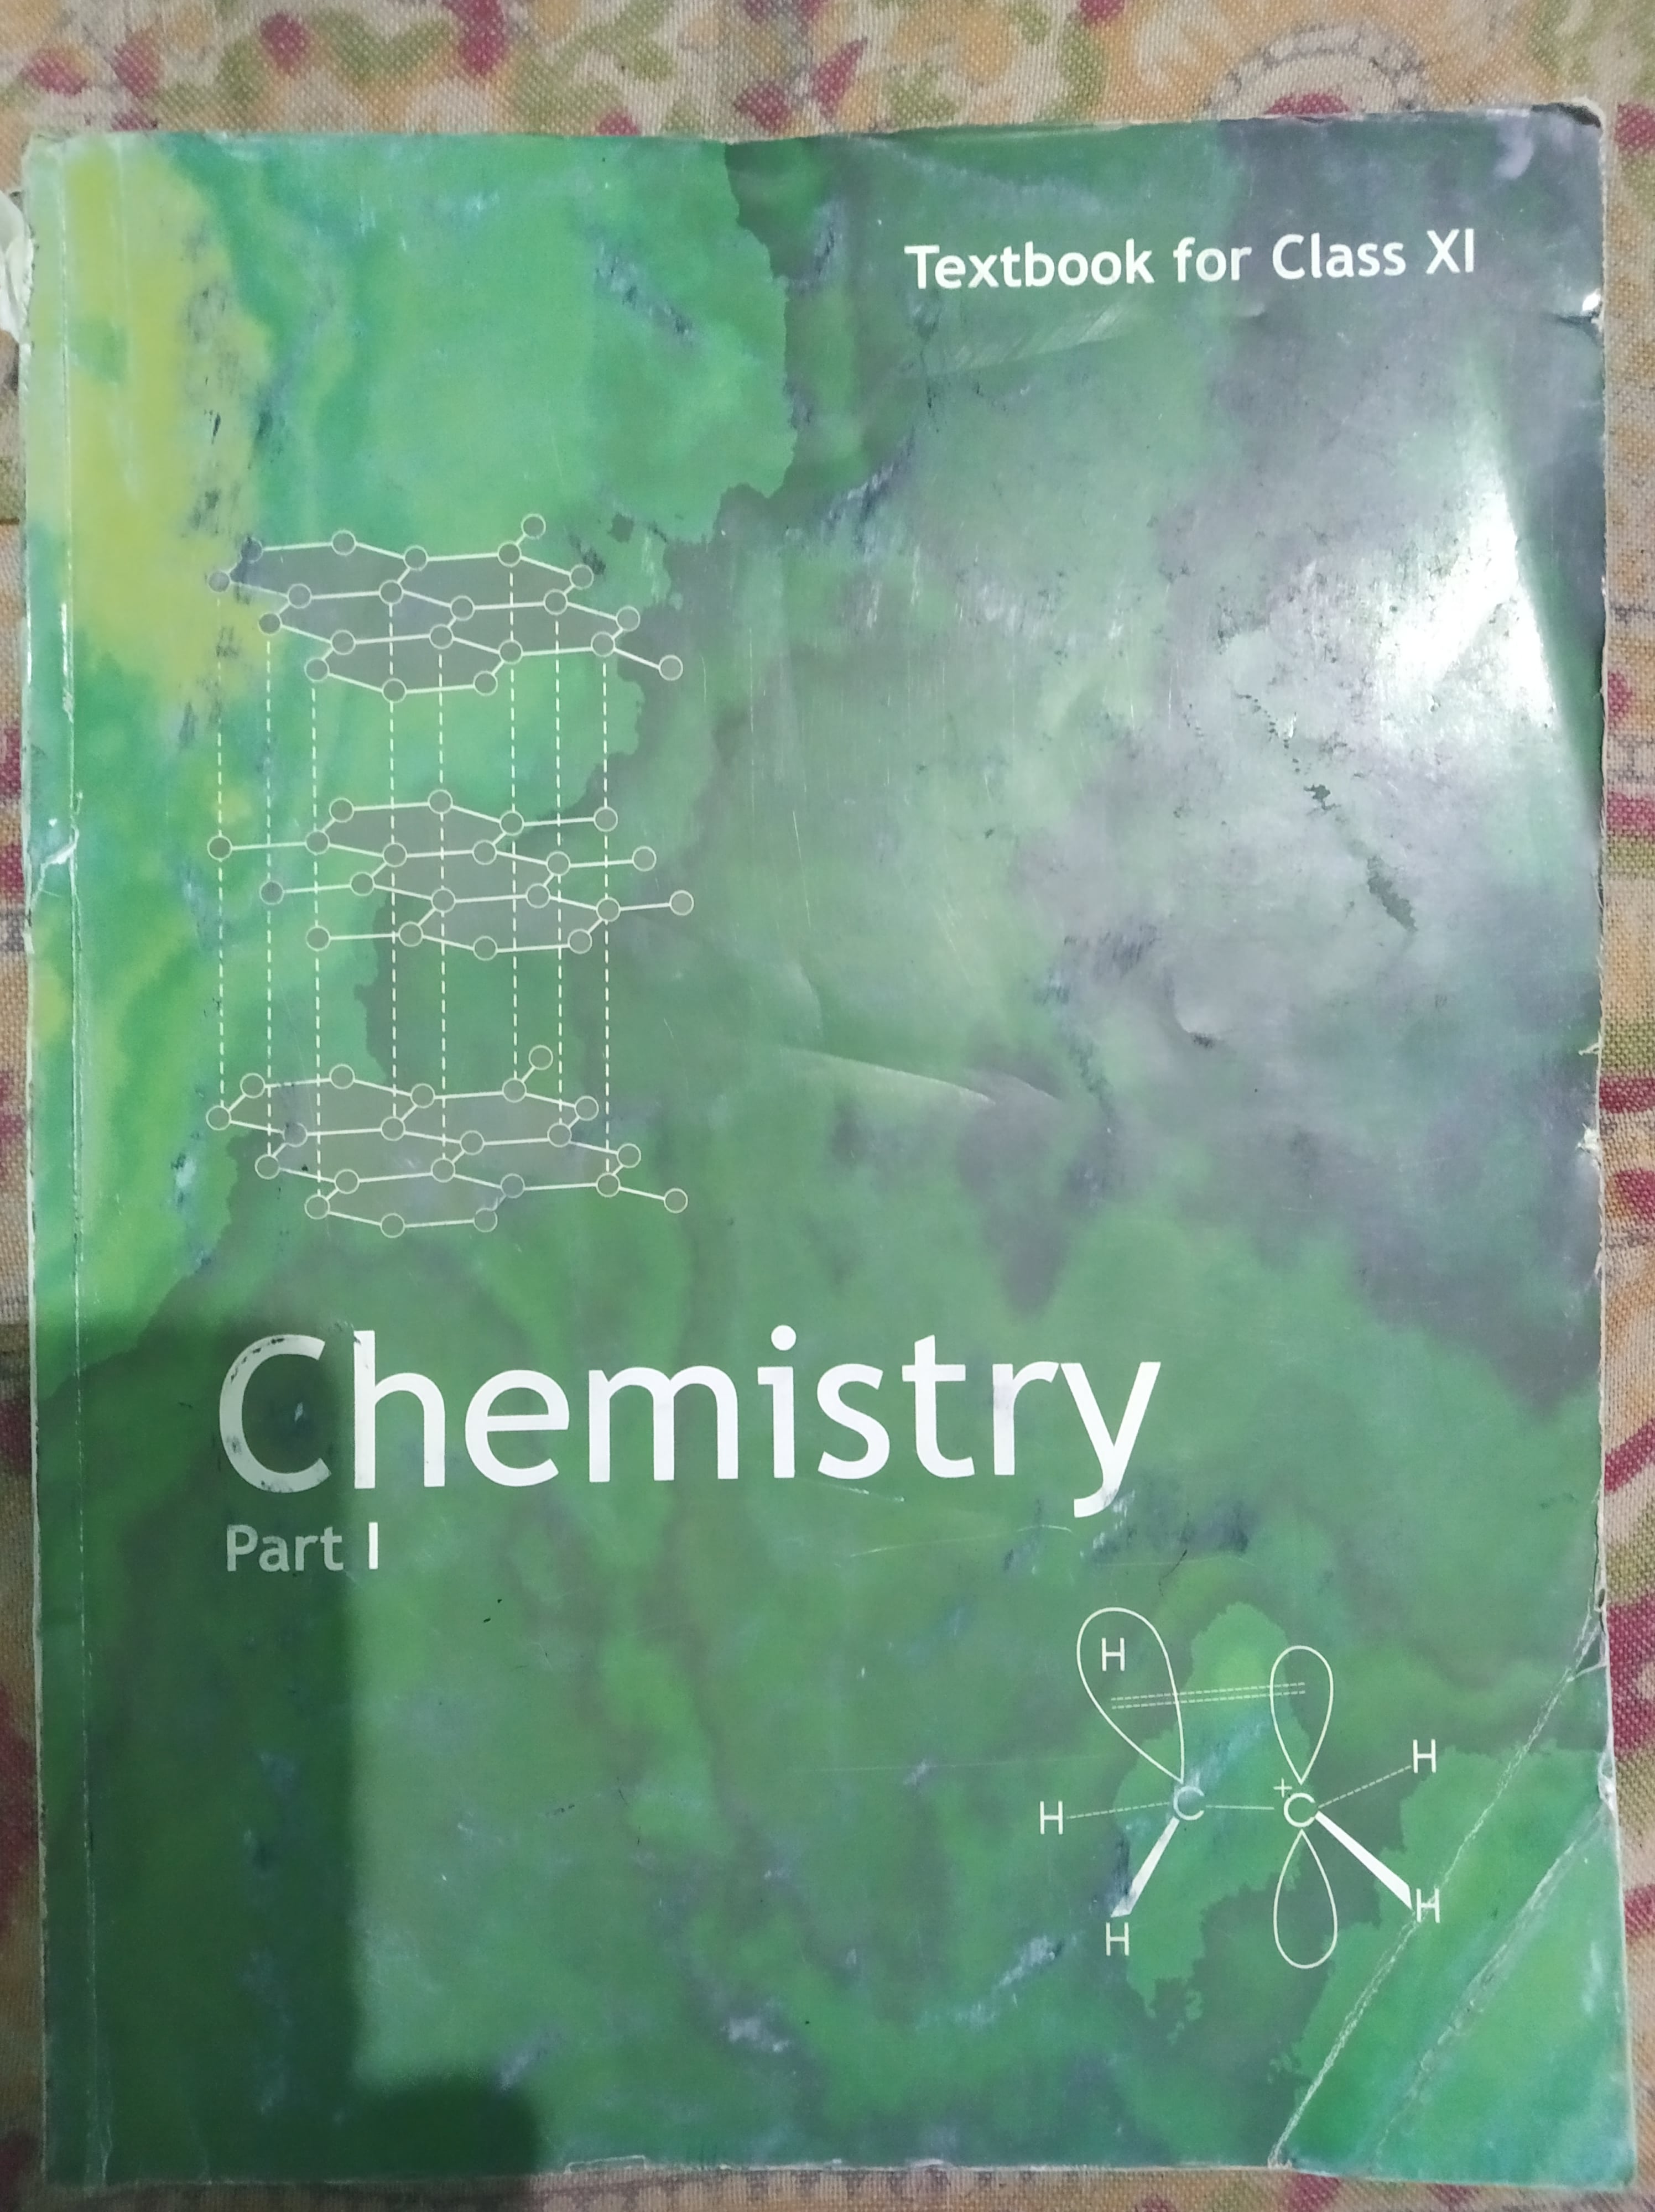 Textbook for Class XI
Chemistry
Part I
H
H
H C +C
H H